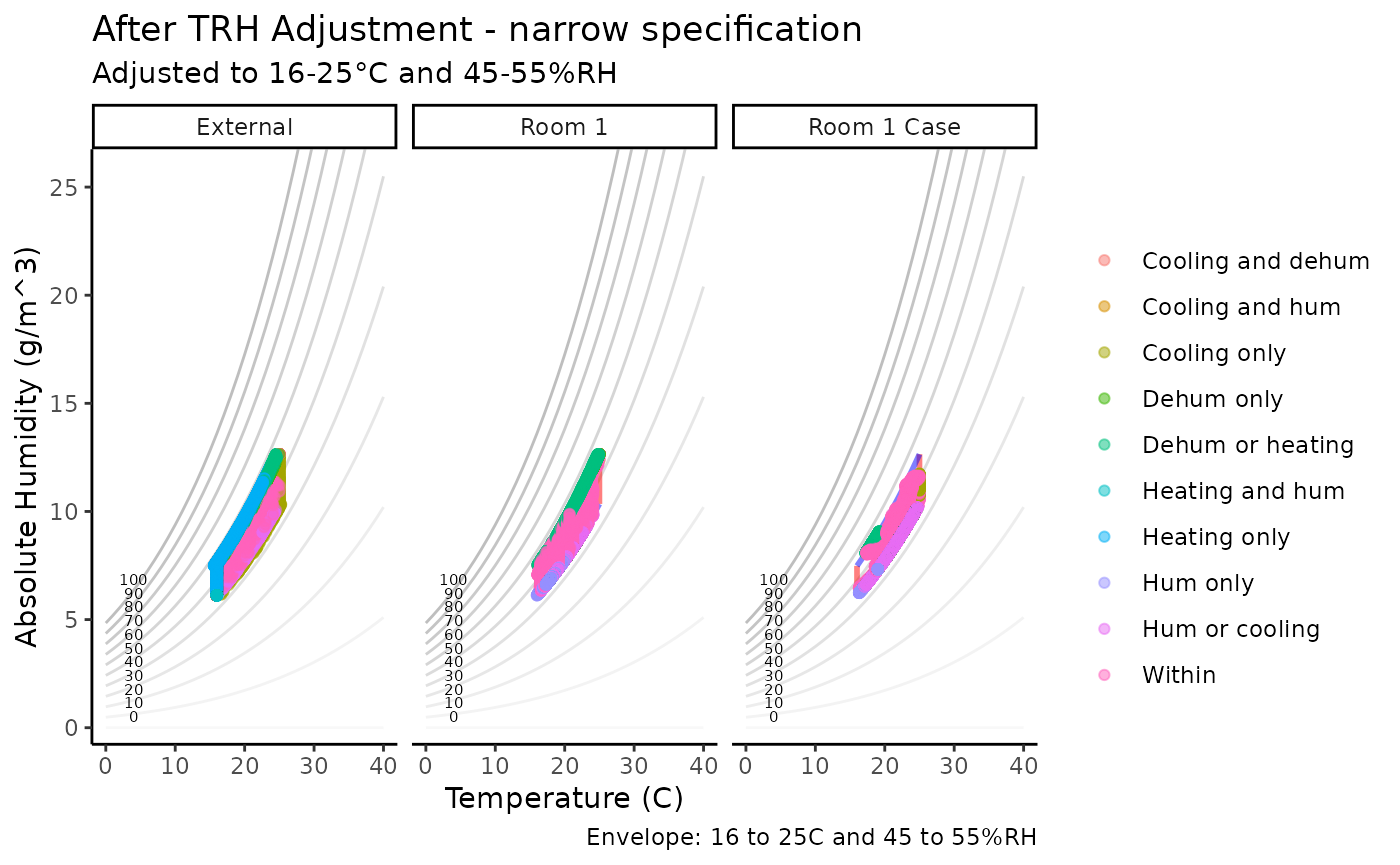 After TRH Adjustment - narrow specification
Adjusted to 16-25°C and 45-55%RH
External
Room 1
Room 1 Case
Absolute Humidity (g/m^3)
25
20
15
10
5
0
100
90
80
70
60
50
40
30
20
10
0
100
90
80
70
60
50
40
30
20
10
0
100
90
80
70
60
50
40
30
20
10
0
0 10 20 30 40
0 10 20 30 40
0 10 20 30 40
Temperature (C)
Envelope: 16 to 25C and 45 to 55%RH
Cooling and dehum
Cooling and hum
Cooling only
Dehum only
Dehum or heating
Heating and hum
Heating only
Hum only
Hum or cooling
Within